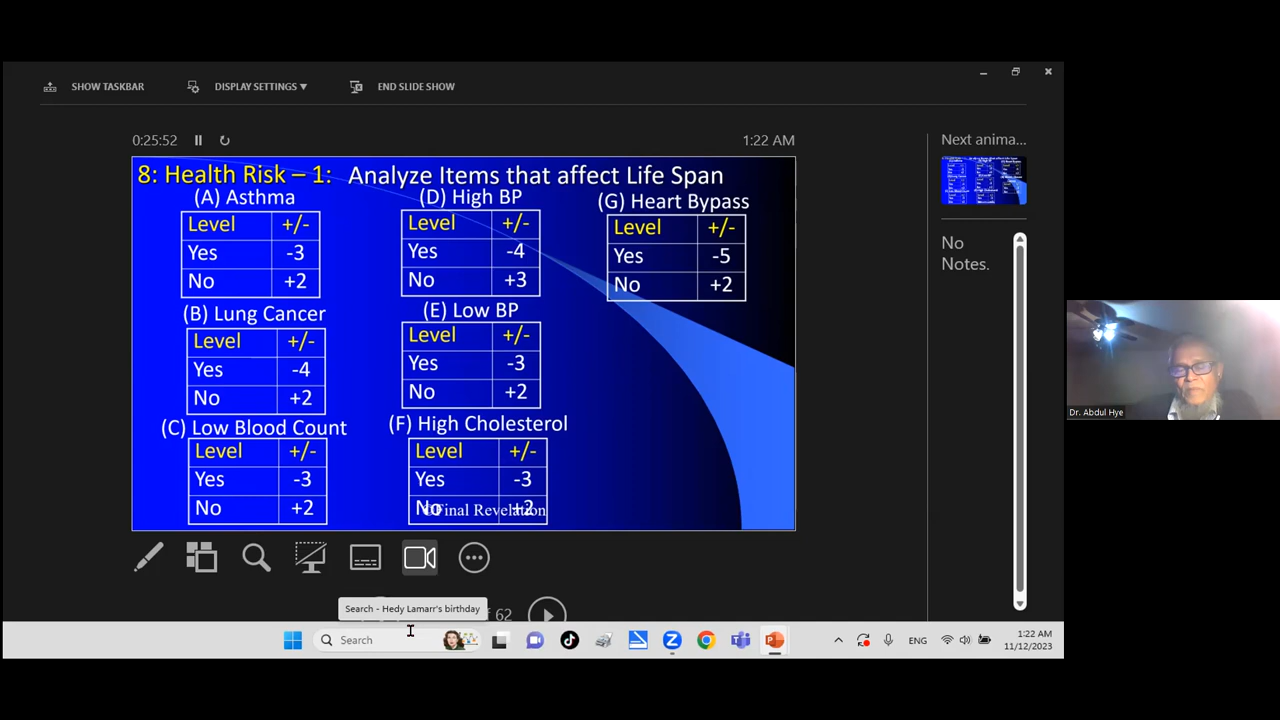 SHOW TASKBAR
DISPLAY SETTINGS ▾
END SLIDE SHOW
0:25:52
1:22 AM
Next anima...
No
Notes.
8: Health Risk – 1: Analyze Items that affect Life Span
(A) Asthma
Level +/-
Yes -3
No +2
(B) Lung Cancer
Level +/-
Yes -4
No +2
(C) Low Blood Count
Level +/-
Yes -3
No +2
(D) High BP
Level +/-
Yes -4
No +3
(E) Low BP
Level +/-
Yes -3
No +2
(F) High Cholesterol
Level +/-
Yes -3
No +2
©Final Revelation
(G) Heart Bypass
Level +/-
Yes -5
No +2
Dr. Abdul Hye
Search - Hedy Lamarr's birthday
62
Search
ENG
1:22 AM
11/12/2023